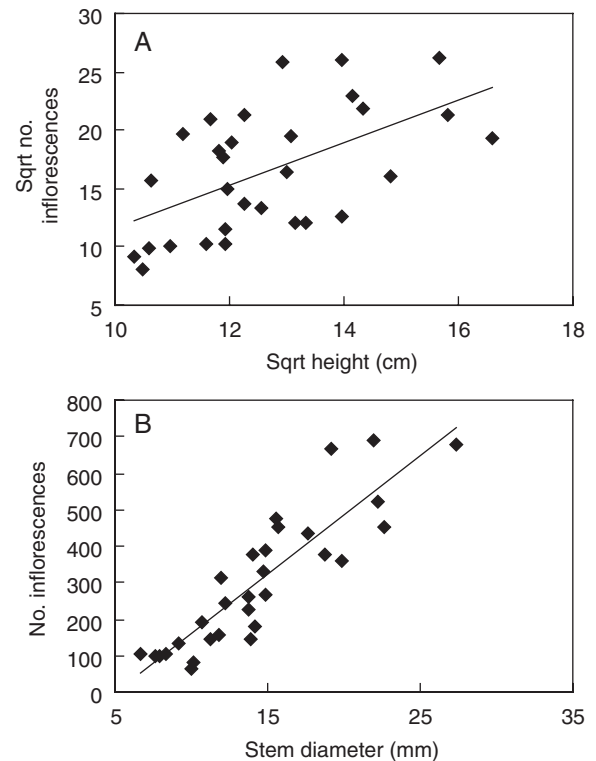 A
30
25
20
15
10
5
Sqrt no.
inflorescences
10 12 14 16 18
Sqrt height (cm)
B
800
700
600
500
400
300
200
100
0
No. inflorescences
5 15 25 35
Stem diameter (mm)